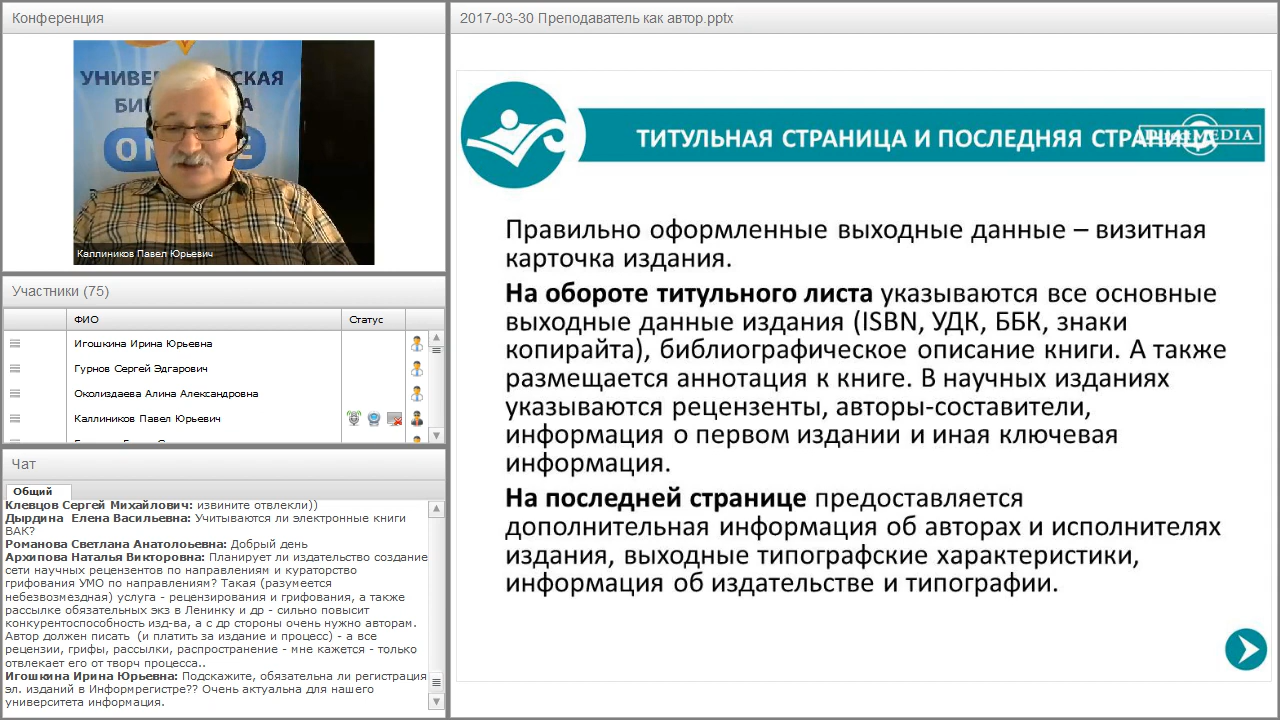 Конференция
УНИВЕ СКАЯ
БИ А
ON E
Каллиников Павел Юрьевич
Участники (75)
ФИО Статус
Игошкина Ирина Юрьевна
Гурнов Сергей Эдгарович
Околиздаева Алина Александровна
Каллиников Павел Юрьевич
Чат
Общий
Клевцов Сергей Михайлович: извините отвлекли))
Дырдина Елена Васильевна: Учитываются ли электронные книги
ВАК?
Романова Светлана Анатолоьевна: Добрый день
Архипова Наталья Викторовна: Планирует ли издательство создание
сети научных рецензентов по направлениям и кураторство
грифования УМО по направлениям? Такая (разумеется
небезвозмездная) услуга - рецензирования и грифования, а также
рассылке обязательных экз в Ленинку и др - сильно повысит
конкурентоспособность изд-ва, а с др стороны очень нужно авторам.
Автор должен писать (и платить за издание и процесс) - а все
рецензии, грифы, рассылки, распространение - мне кажется - только
отвлекает его от творч процесса..
Игошкина Ирина Юрьевна: Подскажите, обязательна ли регистрация
эл. изданий в Информрегистре?? Очень актуальна для нашего
университета информация.
2017-03-30 Преподаватель как автор.pptx
ТИТУЛЬНАЯ СТРАНИЦА И ПОСЛЕДНЯЯ СТРАНИЦА
MEDIA
Правильно оформленные выходные данные – визитная
карточка издания.
На обороте титульного листа указываются все основные
выходные данные издания (ISBN, УДК, ББК, знаки
копирайта), библиографическое описание книги. А также
размещается аннотация к книге. В научных изданиях
указываются рецензенты, авторы-составители,
информация о первом издании и иная ключевая
информация.
На последней странице предоставляется
дополнительная информация об авторах и исполнителях
издания, выходные типографские характеристики,
информация об издательстве и типографии.